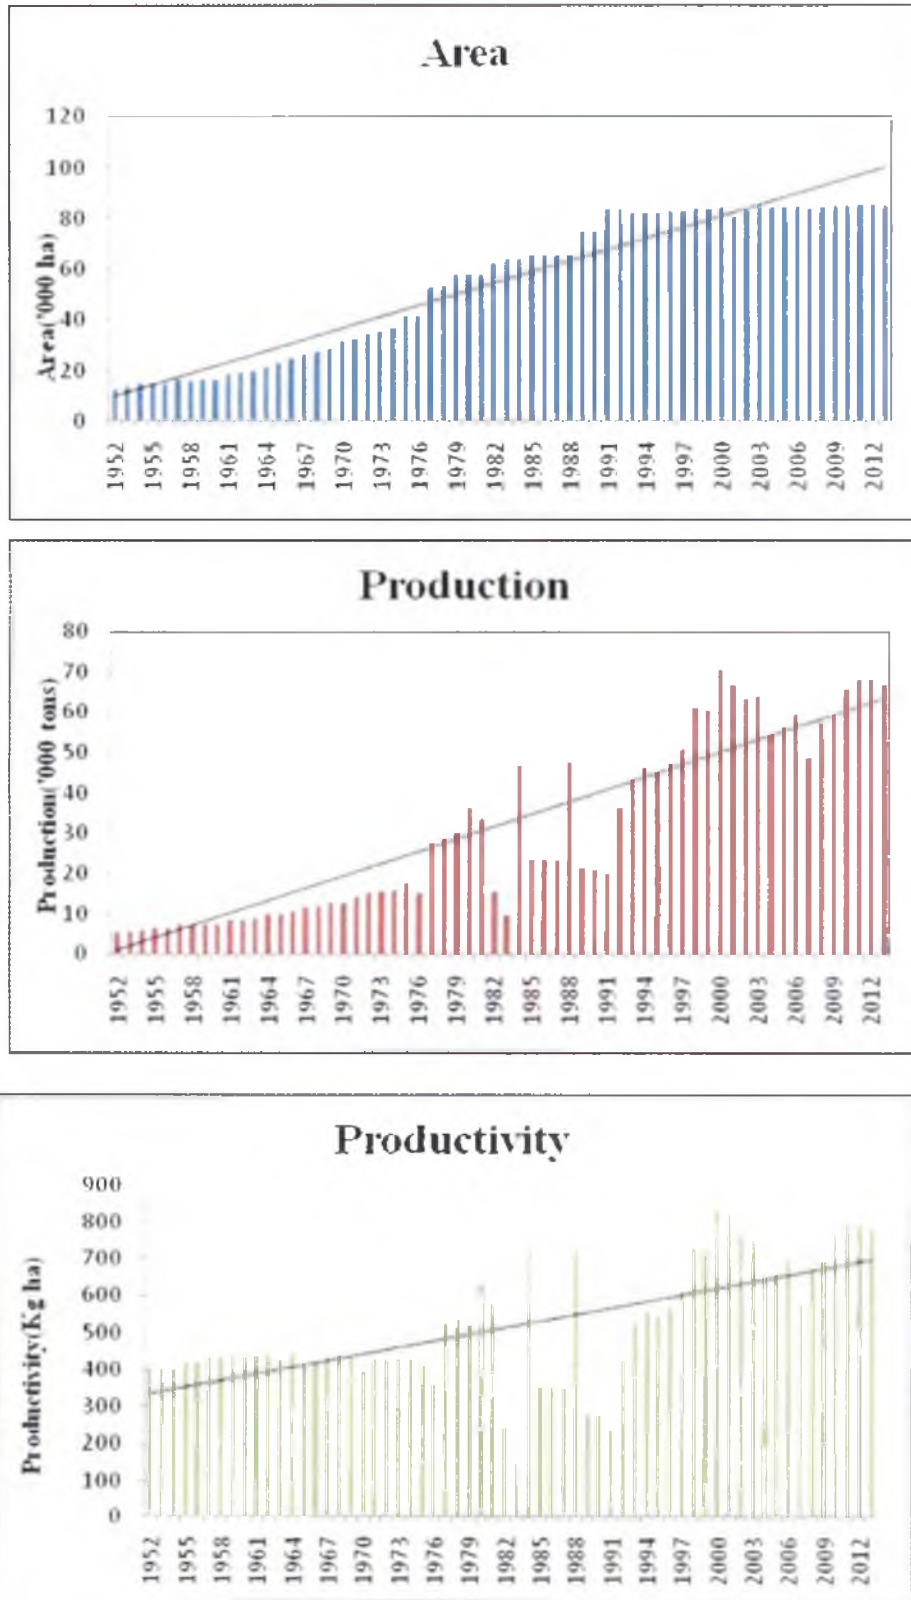 Area
Area('000 ha)
120
100
80
60
40
20
0
1952 1955 1958 1961 1964 1967 1970 1973 1976 1979 1982 1985 1988 1991 1994 1997 2000 2003 2006 2009 2012
Production
Production('000 tons)
80
70
60
50
40
30
20
10
0
1952 1955 1958 1961 1964 1967 1970 1973 1976 1979 1982 1985 1988 1991 1994 1997 2000 2003 2006 2009 2012
Productivity
Productivity(Kg ha)
900
800
700
600
500
400
300
200
100
0
1952 1955 1958 1961 1964 1967 1970 1973 1976 1979 1982 1985 1988 1991 1994 1997 2000 2003 2006 2009 2012